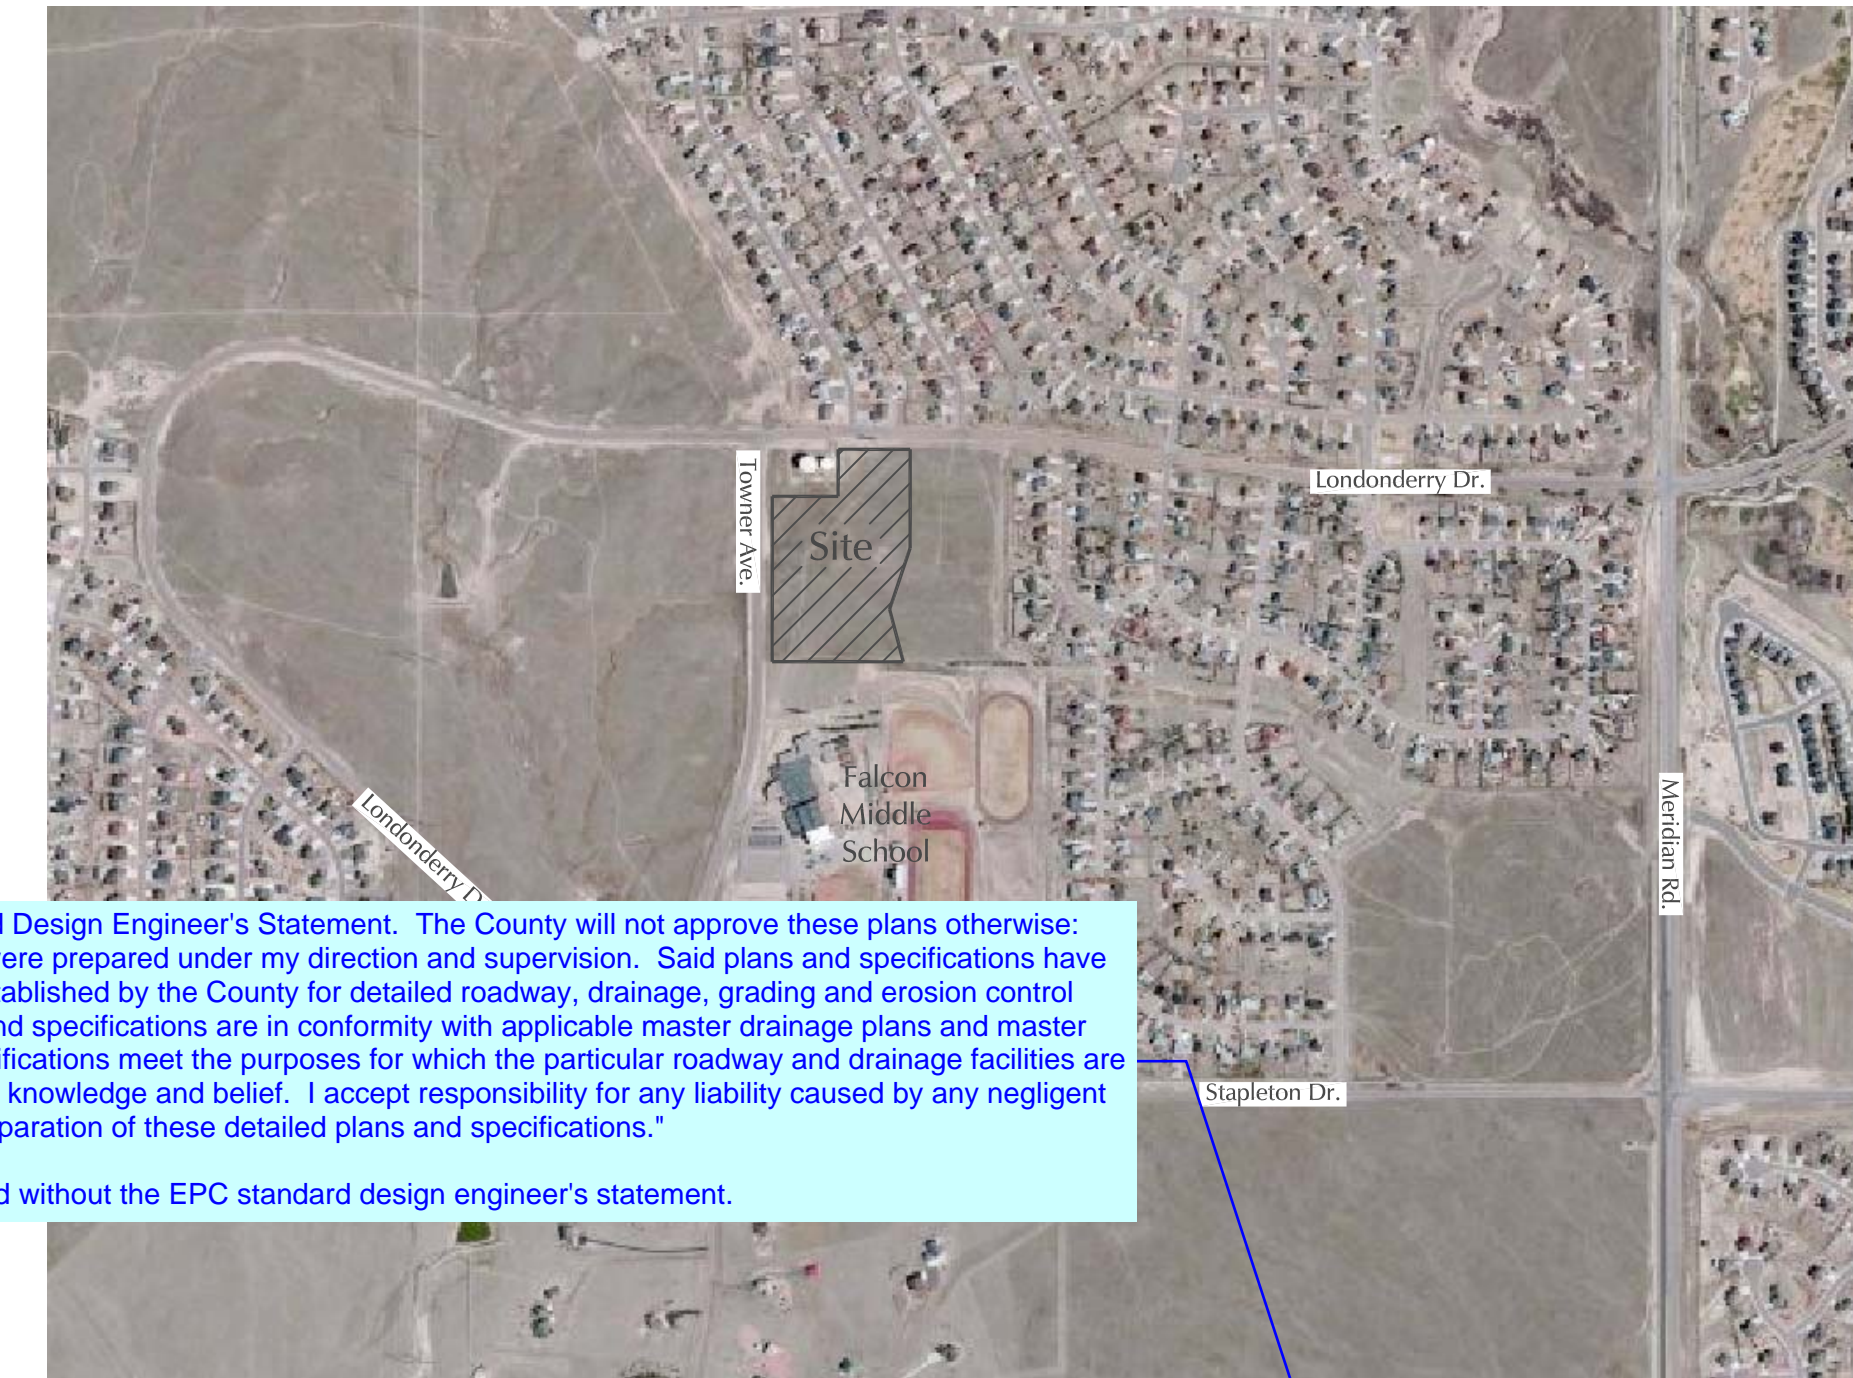 Londonderry Dr.
Towner Ave.
Site
Falcon
Middle
School
Meridian Rd.
Londonderry D
Design Engineer's Statement.  The County will not approve these plans otherwise:
were prepared under my direction and supervision.  Said plans and specifications have
tablished by the County for detailed roadway, drainage, grading and erosion control
nd specifications are in conformity with applicable master drainage plans and master
ifications meet the purposes for which the particular roadway and drainage facilities are
knowledge and belief.  I accept responsibility for any liability caused by any negligent
paration of these detailed plans and specifications."
Stapleton Dr.
d without the EPC standard design engineer's statement.